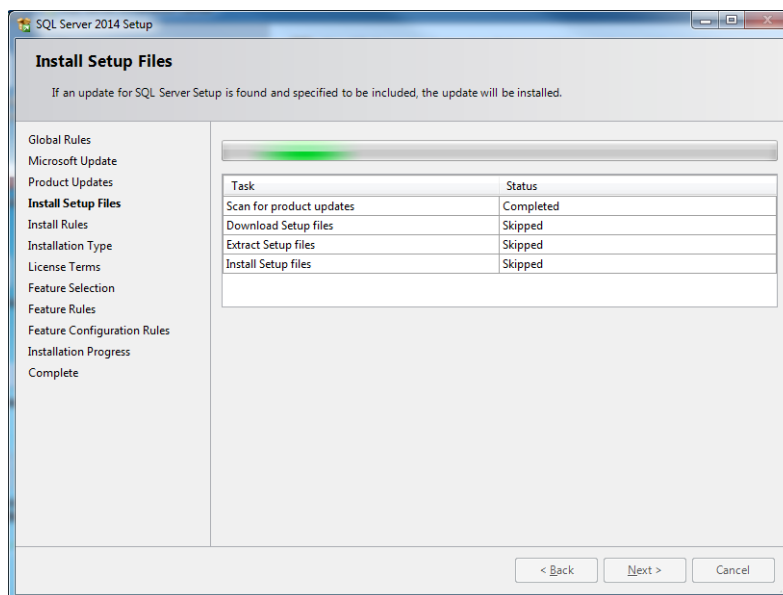 SQL Server 2014 Setup
Install Setup Files
If an update for SQL Server Setup is found and specified to be included, the update will be installed.
Global Rules
Microsoft Update
Product Updates
Install Setup Files
Install Rules
Installation Type
License Terms
Feature Selection
Feature Rules
Feature Configuration Rules
Installation Progress
Complete
Task Status
Scan for product updates Completed
Download Setup files Skipped
Extract Setup files Skipped
Install Setup files Skipped
< Back Next > Cancel